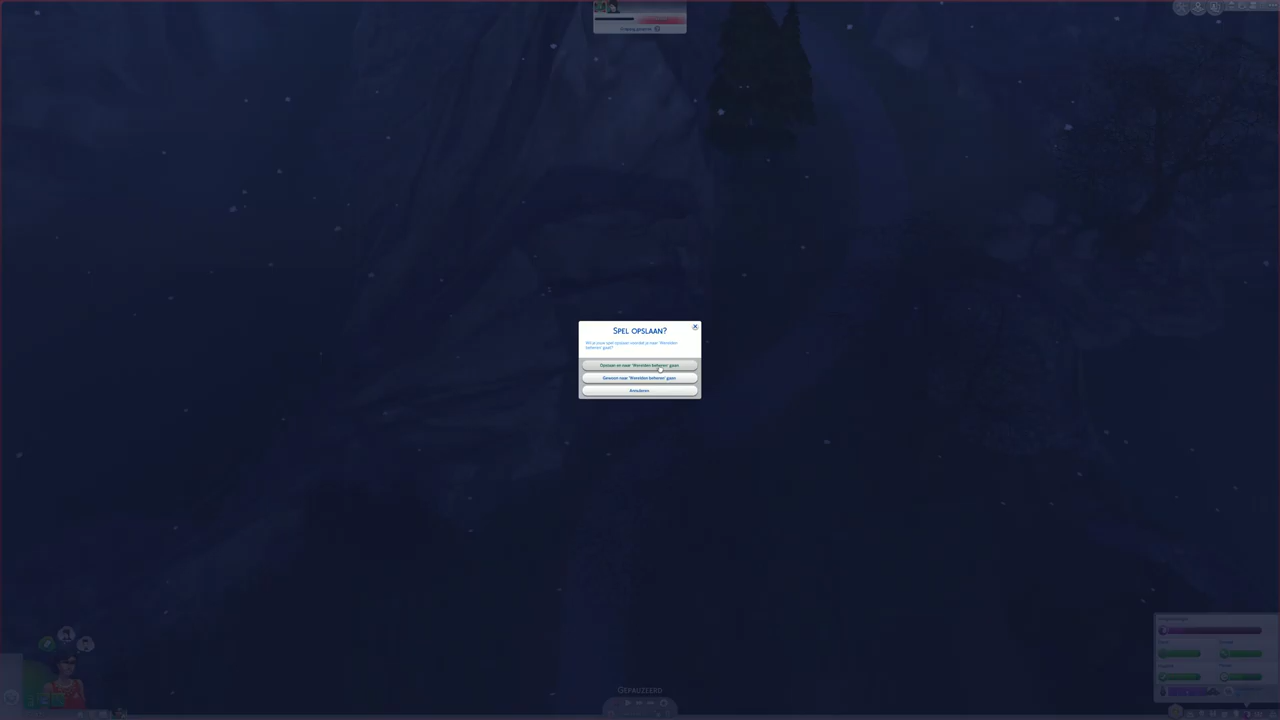 SPEL OPSLAAN?
Wil je jouw spel opslaan voordat je naar 'Werelden
beheren' gaat?
Opslaan en naar 'Werelden beheren' gaan
Gewoon naar 'Werelden beheren' gaan
Annuleren
GEPAUZEERD